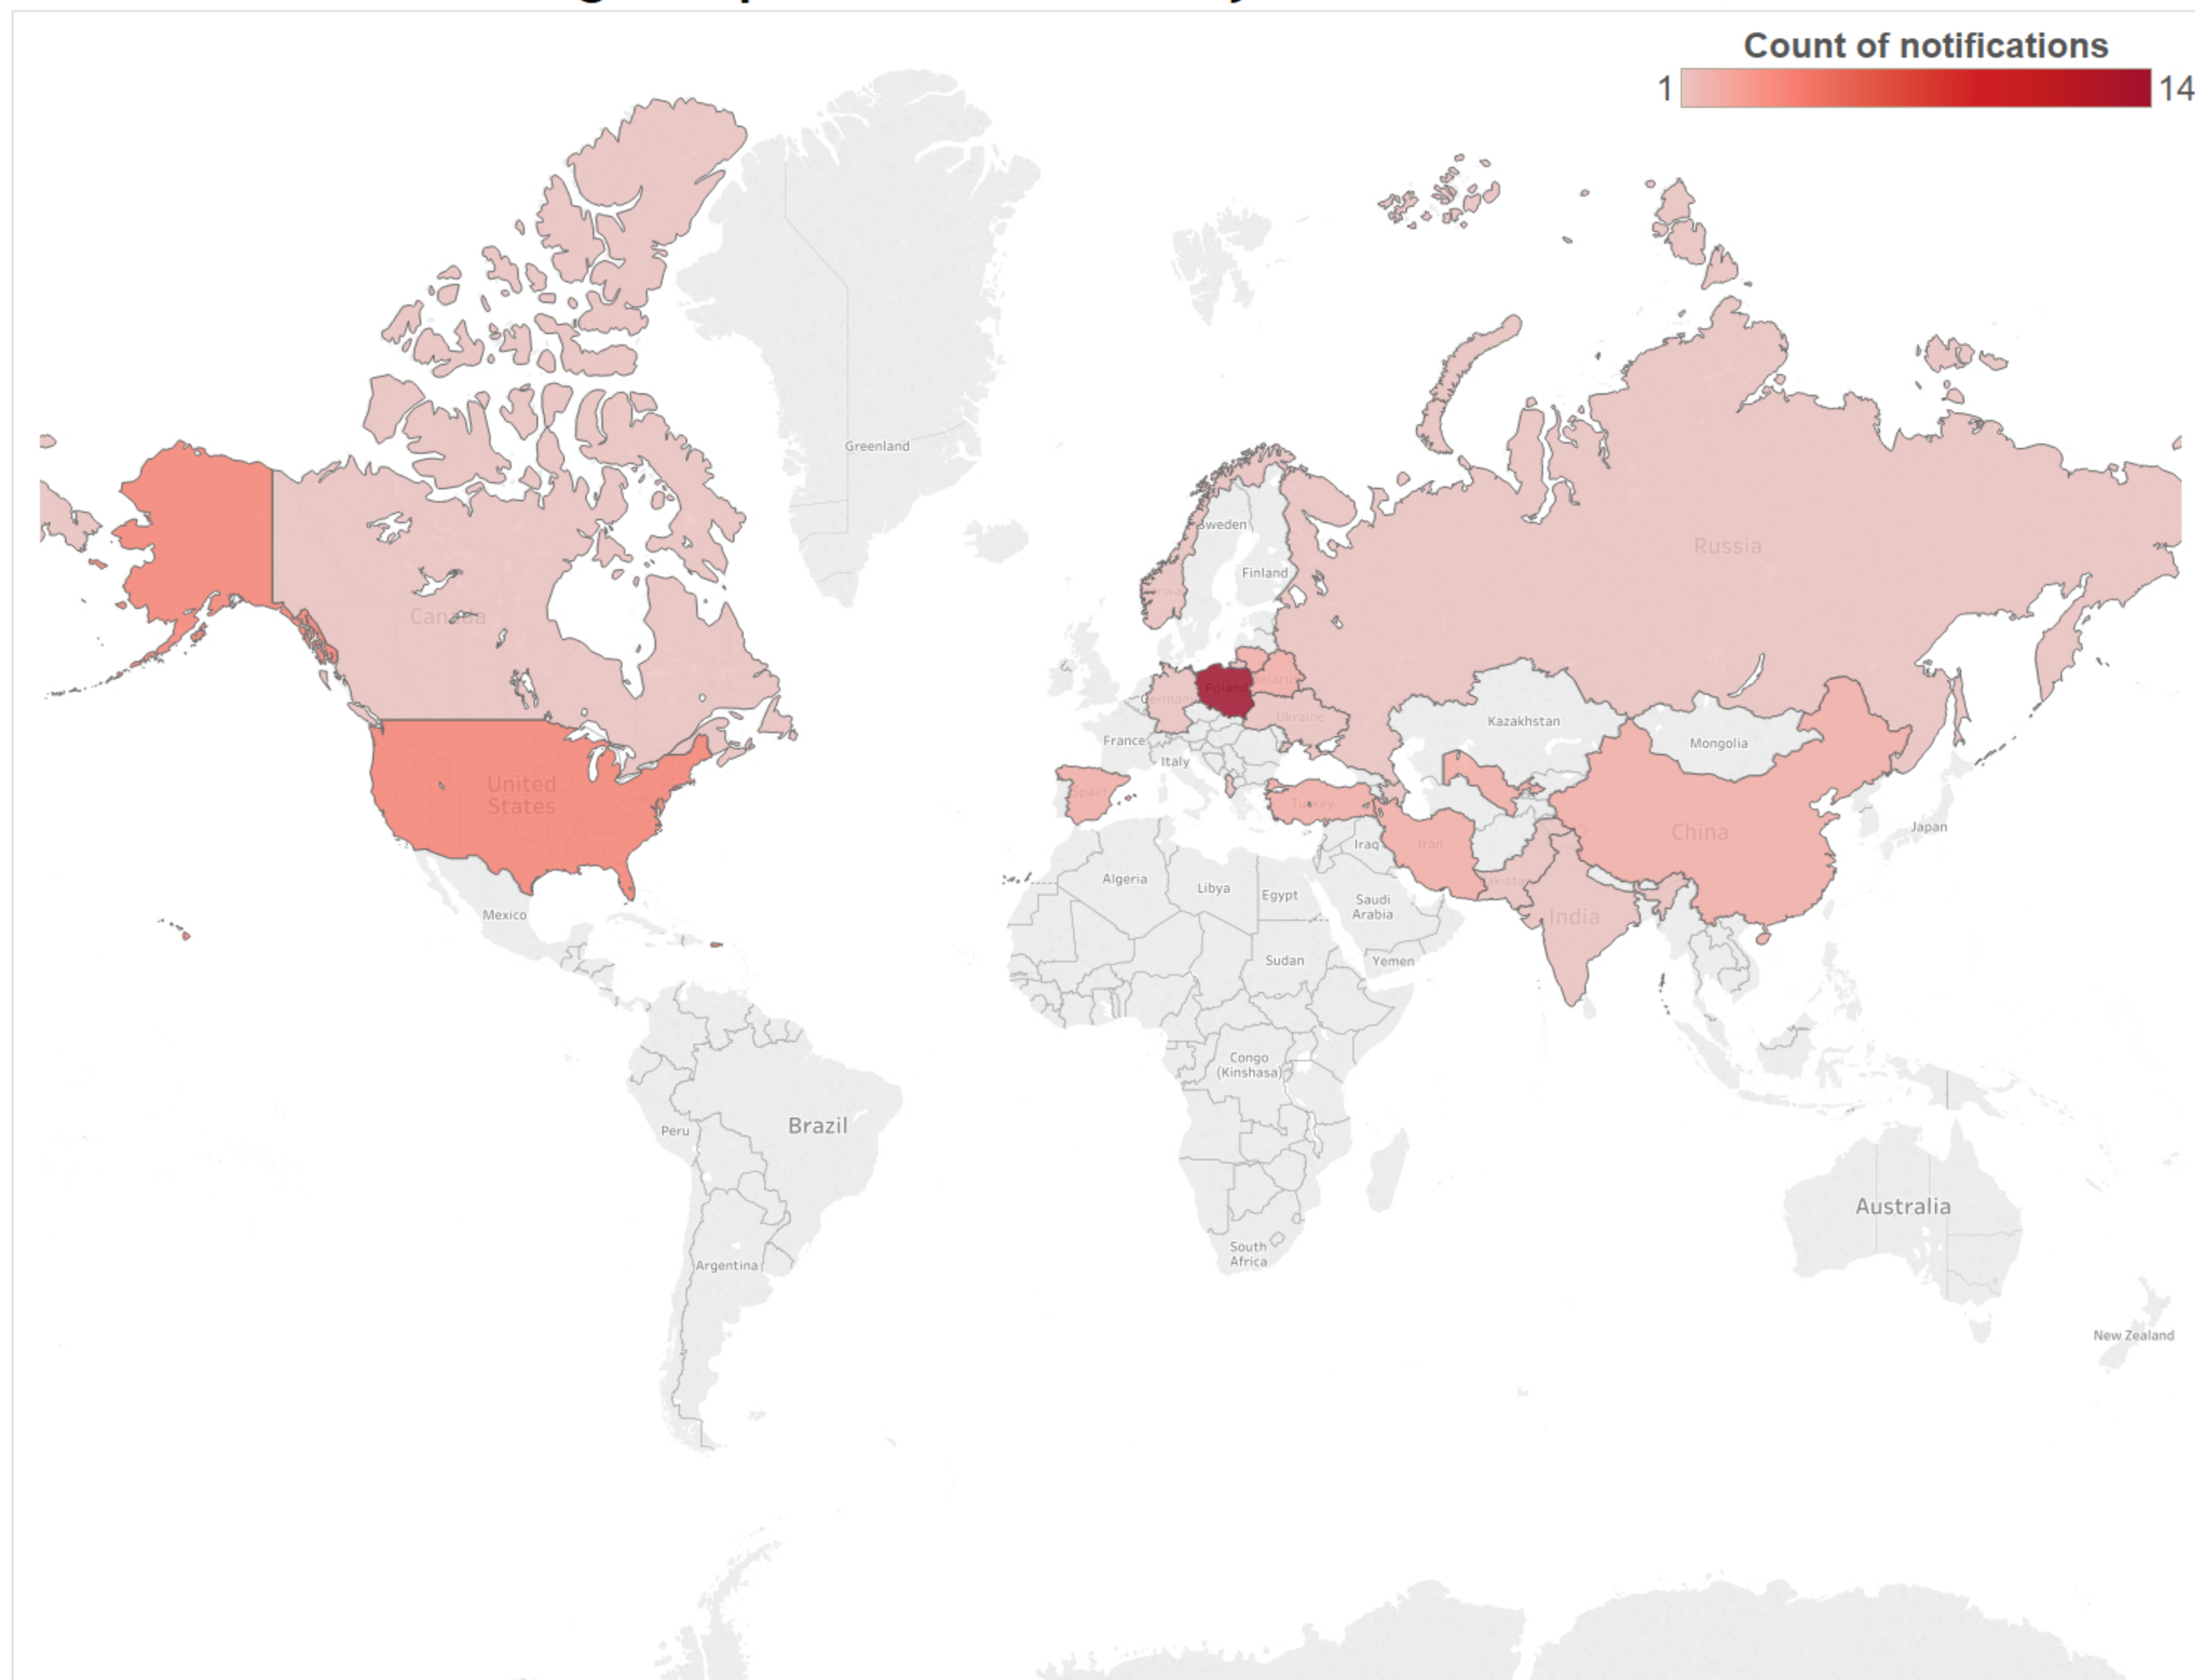 Count of notifications
1
14
Greenland
Sweden
Finland
Russia
Canada
Poland
Ukraine
Kazakhstan
Mongolia
France
Italy
Spain
Turkey
United
States
China
Japan
Iraq
Iran
Algeria
Libya
Egypt
Saudi
Arabia
India
Mexico
Sudan
Yemen
Congo
(Kinshasa)
Brazil
Peru
Australia
South
Africa
Argentina
New Zealand